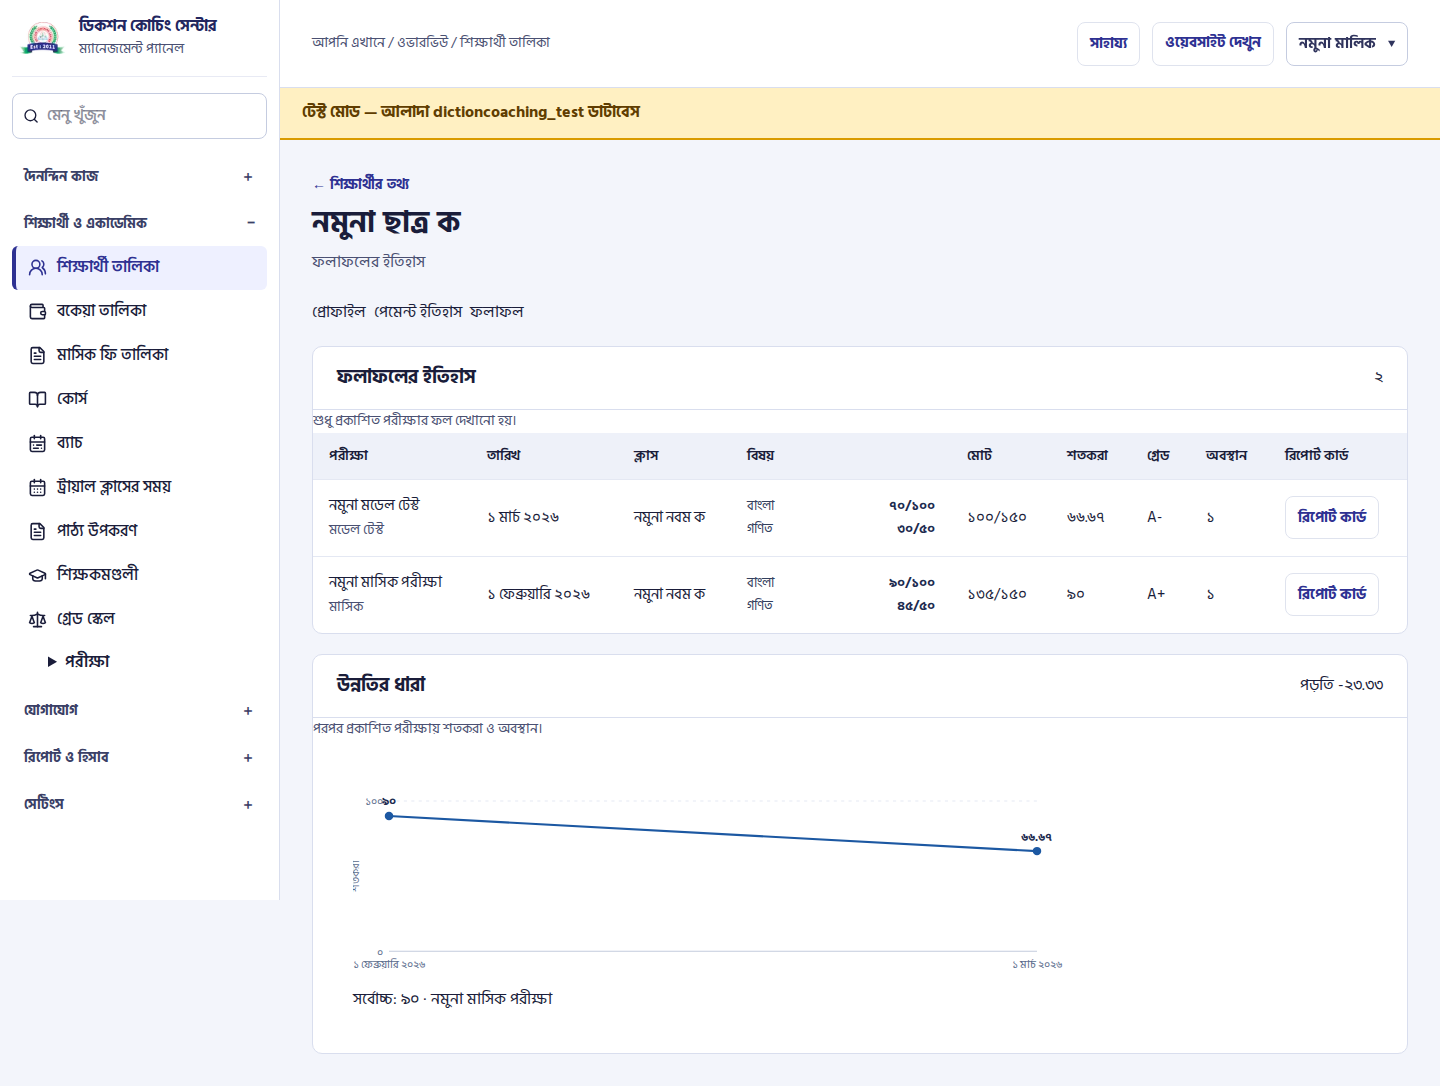 ডিকশন কোচিং সেন্টার
ম্যানেজমেন্ট প্যানেল
Est : 2011
মেনু খুঁজুন
দৈনন্দিন কাজ +
শিক্ষার্থী ও একাডেমিক −
শিক্ষার্থী তালিকা
বকেয়া তালিকা
মাসিক ফি তালিকা
কোর্স
ব্যাচ
ট্রায়াল ক্লাসের সময়
পাঠ্য উপকরণ
শিক্ষকমণ্ডলী
গ্রেড স্কেল
▶ পরীক্ষা
যোগাযোগ +
রিপোর্ট ও হিসাব +
সেটিংস +
আপনি এখানে / ওভারভিউ / শিক্ষার্থী তালিকা
সাহায্য ওয়েবসাইট দেখুন নমুনা মালিক ▼
টেস্ট মোড — আলাদা dictioncoaching_test ডাটাবেস
← শিক্ষার্থীর তথ্য
নমুনা ছাত্র ক
ফলাফলের ইতিহাস
প্রোফাইল পেমেন্ট ইতিহাস ফলাফল
ফলাফলের ইতিহাস ২
শুধু প্রকাশিত পরীক্ষার ফল দেখানো হয়।
পরীক্ষা তারিখ ক্লাস বিষয় মোট শতকরা গ্রেড অবস্থান রিপোর্ট কার্ড
নমুনা মডেল টেস্ট
মডেল টেস্ট
১ মার্চ ২০২৬ নমুনা নবম ক
বাংলা ৭০/১০০
গণিত ৩০/৫০
১০০/১৫০ ৬৬.৬৭ A- ১ রিপোর্ট কার্ড
নমুনা মাসিক পরীক্ষা
মাসিক
১ ফেব্রুয়ারি ২০২৬ নমুনা নবম ক
বাংলা ৯০/১০০
গণিত ৪৫/৫০
১৩৫/১৫০ ৯০ A+ ১ রিপোর্ট কার্ড
উন্নতির ধারা পড়তি -২৩.৩৩
পরপর প্রকাশিত পরীক্ষায় শতকরা ও অবস্থান।
১০০ ৯০
৬৬.৬৭
শতকরা
০
১ ফেব্রুয়ারি ২০২৬ ১ মার্চ ২০২৬
সর্বোচ্চ: ৯০ · নমুনা মাসিক পরীক্ষা